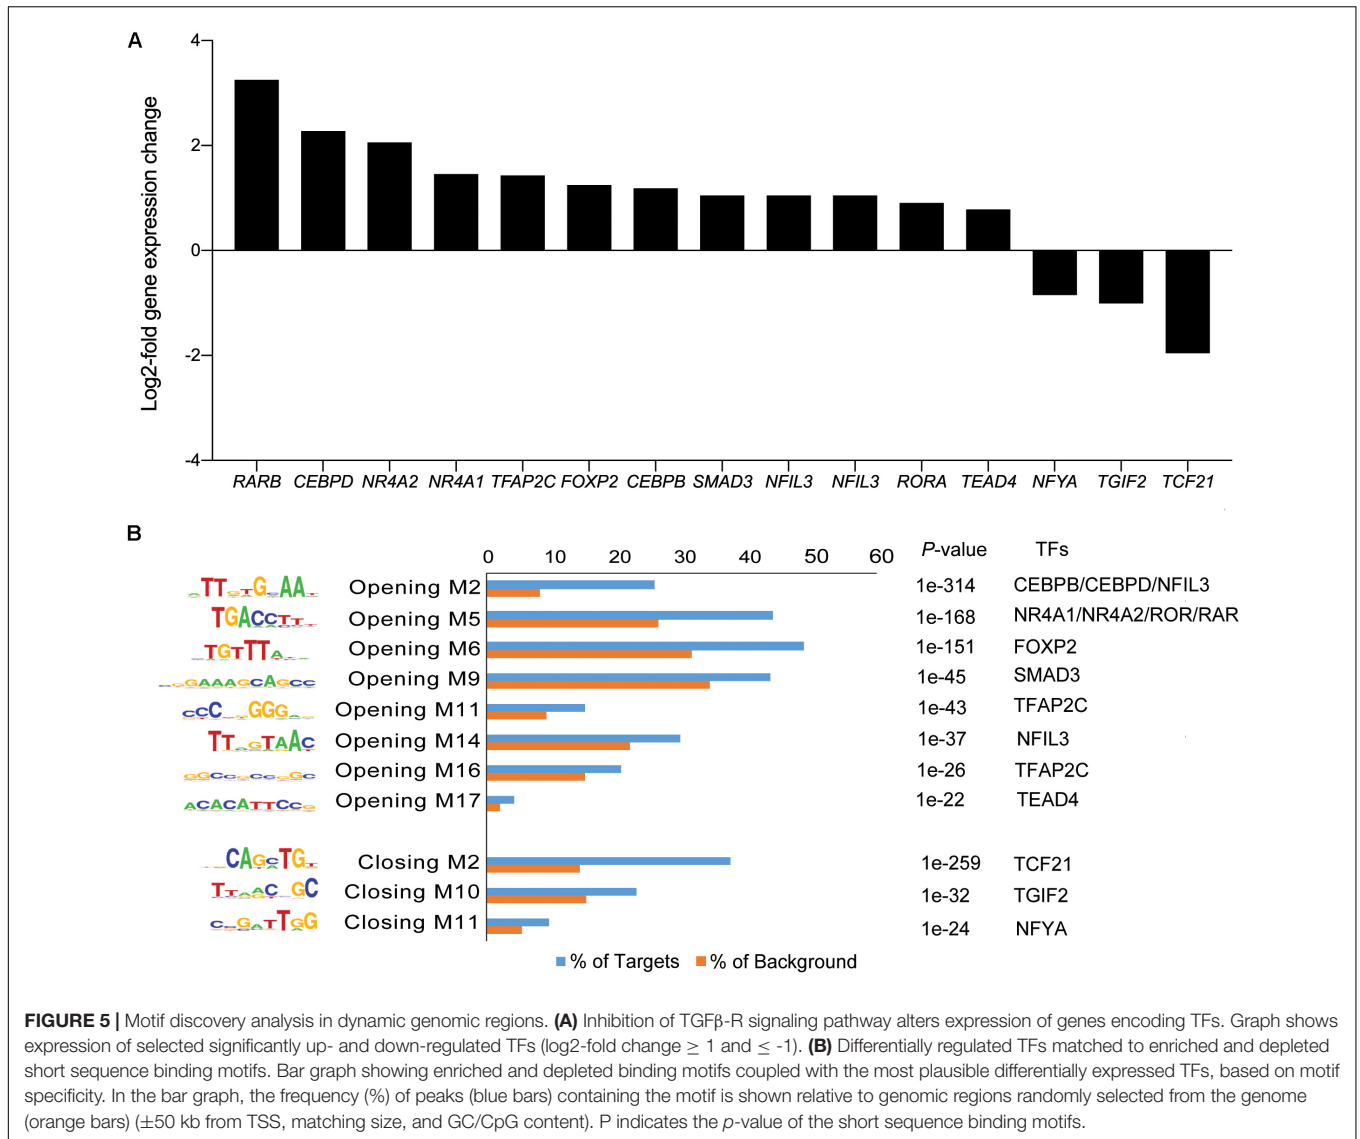 A
Log2-fold gene expression change
4
2
0
-2
-4
RARB CEBPD NR4A2 NR4A1 TFAP2C FOXP2 CEBPB SMAD3 NFIL3 NFIL3 RORA TEAD4 NFYA TGIF2 TCF21
B
0 10 20 30 40 50 60 P-value TFs
TTGAA Opening M2 1e-314 CEBPB/CEBPD/NFIL3
TGACCTT Opening M5 1e-168 NR4A1/NR4A2/ROR/RAR
TGTTTA Opening M6 1e-151 FOXP2
GAAAGCAGCC Opening M9 1e-45 SMAD3
CCCGGG Opening M11 1e-43 TFAP2C
TTGTAAC Opening M14 1e-37 NFIL3
GGCCCCGC Opening M16 1e-26 TFAP2C
ACACATTCCG Opening M17 1e-22 TEAD4
CAGCTG Closing M2 1e-259 TCF21
TTAACGC Closing M10 1e-32 TGIF2
CGATTGG Closing M11 1e-24 NFYA
% of Targets % of Background
FIGURE 5 | Motif discovery analysis in dynamic genomic regions. (A) Inhibition of TGFβ-R signaling pathway alters expression of genes encoding TFs. Graph shows
expression of selected significantly up- and down-regulated TFs (log2-fold change ≥ 1 and ≤ -1). (B) Differentially regulated TFs matched to enriched and depleted
short sequence binding motifs. Bar graph showing enriched and depleted binding motifs coupled with the most plausible differentially expressed TFs, based on motif
specificity. In the bar graph, the frequency (%) of peaks (blue bars) containing the motif is shown relative to genomic regions randomly selected from the genome
(orange bars) (±50 kb from TSS, matching size, and GC/CpG content). P indicates the p-value of the short sequence binding motifs.